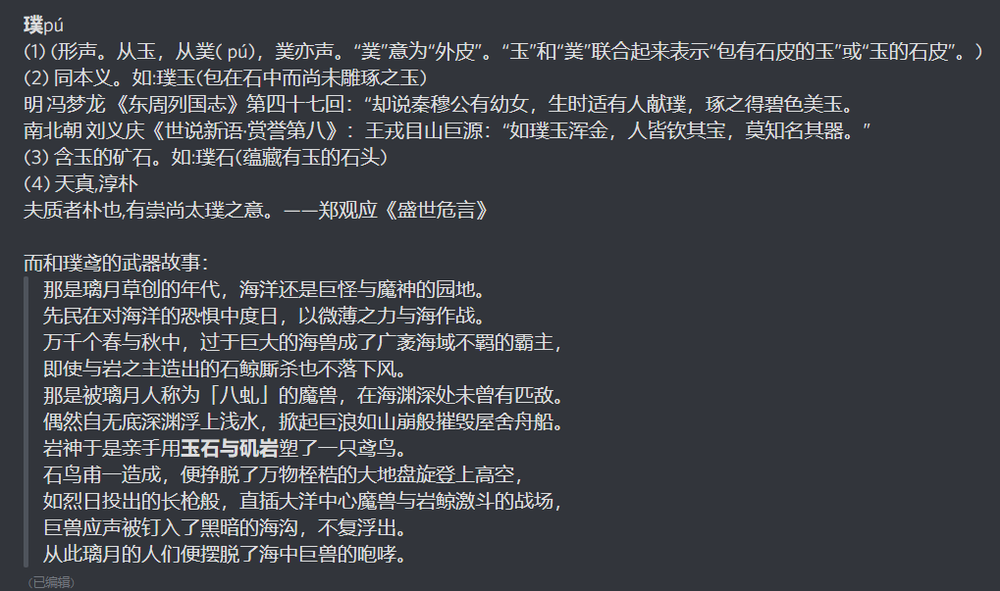 璞pú
(1) (形声。从玉，从菐( pú)，菐亦声。“菐”意为“外皮”。“玉”和“菐”联合起来表示“包有石皮的玉”或“玉的石皮”。)
(2) 同本义。如:璞玉(包在石中而尚未雕琢之玉)
明 冯梦龙 《东周列国志》第四十七回：“却说秦穆公有幼女，生时适有人献璞，琢之得碧色美玉。
南北朝 刘义庆《世说新语·赏誉第八》：王戎目山巨源：“如璞玉浑金，人皆钦其宝，莫知名其器。”
(3) 含玉的矿石。如:璞石(蕴藏有玉的石头)
(4) 天真,淳朴
夫质者朴也,有崇尚太璞之意。——郑观应《盛世危言》
而和璞鸢的武器故事：
那是璃月草创的年代，海洋还是巨怪与魔神的园地。
先民在对海洋的恐惧中度日，以微薄之力与海作战。
万千个春与秋中，过于巨大的海兽成了广袤海域不羁的霸主，
即使与岩之主造出的石鲸厮杀也不落下风。
那是被璃月人称为「八虬」的魔兽，在海渊深处未曾有匹敌。
偶然自无底深渊浮上浅水，掀起巨浪如山崩般摧毁屋舍舟船。
岩神于是亲手用玉石与矶岩塑了一只鸢鸟。
石鸟甫一造成，便挣脱了万物桎梏的大地盘旋登上高空，
如烈日投出的长枪般，直插大洋中心魔兽与岩鲸激斗的战场，
巨兽应声被钉入了黑暗的海沟，不复浮出。
从此璃月的人们便摆脱了海中巨兽的咆哮。
（已编辑）